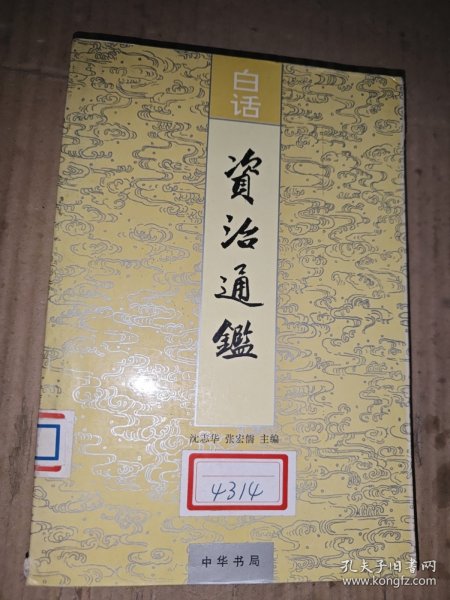 白话
資治通鑑
沈志华 张宏儒 主编
4314
中华书局
孔夫子旧书网
www.kongfz.com